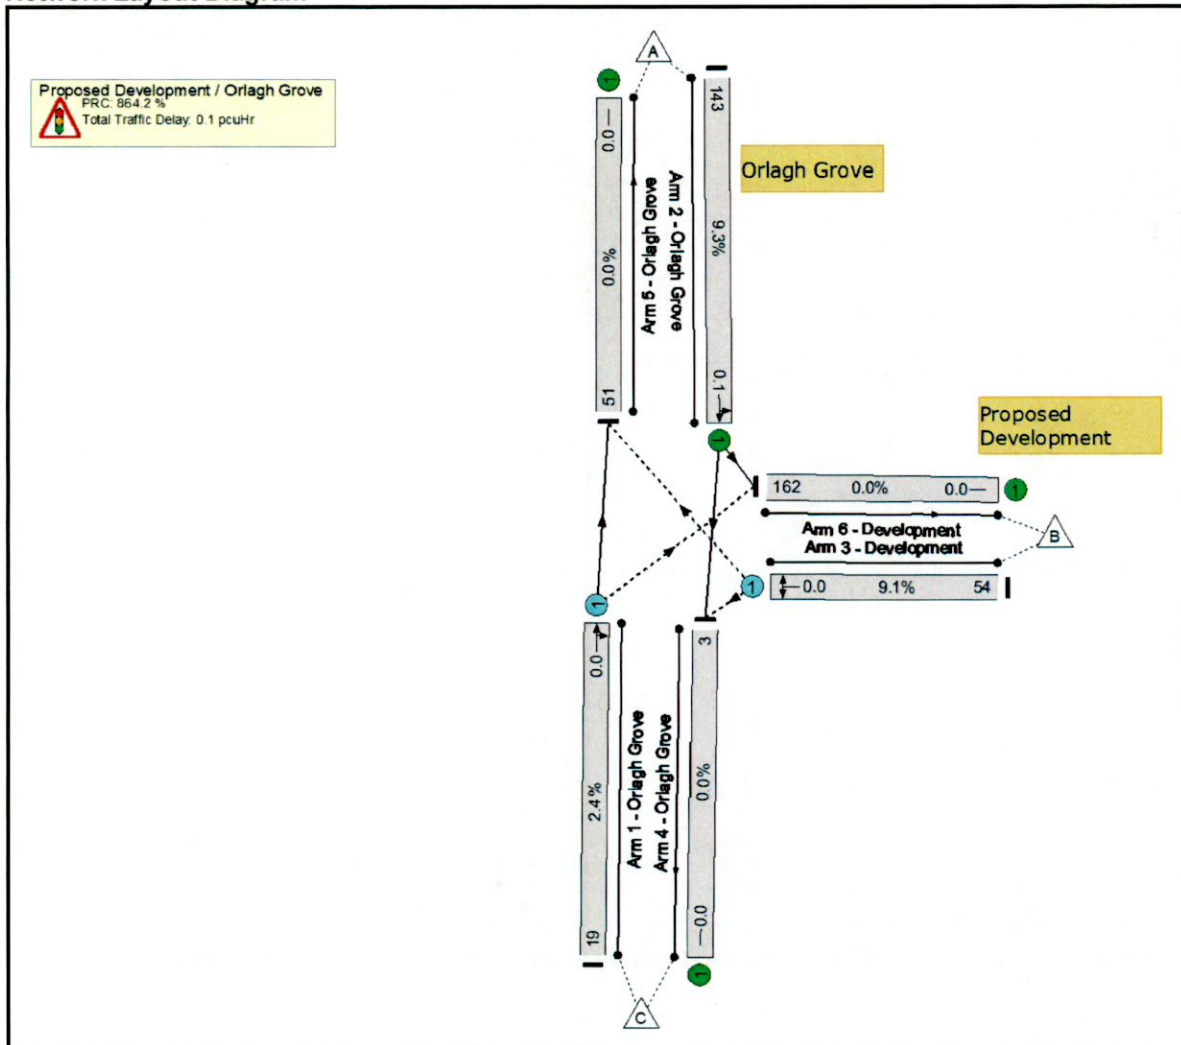 Network Layout Diagram
Proposed Development / Orlagh Grove
PRC: 864.2 %
Total Traffic Delay: 0.1 pcuHr
A
1
0.0
0.0%
51
Arm 5 - Orlagh Grove
Arm 2 - Orlagh Grove
143
9.3%
0.1
1
Orlagh Grove
Proposed
Development
162 0.0% 0.0
1
Arm 6 - Development
Arm 3 - Development
B
1
0.0 9.1% 54
1
0.0
2.4%
19
Arm 1 - Orlagh Grove
Arm 4 - Orlagh Grove
3
0.0%
0.0
1
C